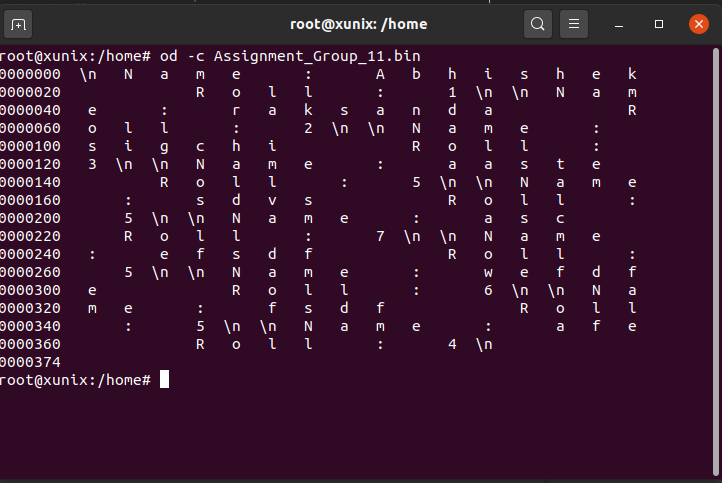 root@xunix: /home
root@xunix:/home# od -c Assignment_Group_11.bin
0000000  \n   N   a   m   e       :       A   b   h   i   s   h   e   k
0000020               R   o   l   l       :       1  \n  \n   N   a   m
0000040   e       :       r   a   k   s   a   n   d   a               R
0000060   o   l   l       :       2  \n  \n   N   a   m   e       :
0000100   s   i   g   c   h   i               R   o   l   l       :
0000120   3  \n  \n   N   a   m   e       :       a   a   s   t   e
0000140           R   o   l   l       :       5  \n  \n   N   a   m   e
0000160       :       s   d   v   s               R   o   l   l       :
0000200       5  \n  \n   N   a   m   e       :       a   s   c
0000220       R   o   l   l       :       7  \n  \n   N   a   m   e
0000240   :       e   f   s   d   f               R   o   l   l       :
0000260       5  \n  \n   N   a   m   e       :       w   e   f   d   f
0000300   e               R   o   l   l       :       6  \n  \n   N   a
0000320   m   e       :       f   s   d   f               R   o   l   l
0000340       :       5  \n  \n   N   a   m   e       :       a   f   e
0000360               R   o   l   l       :       4  \n
0000374
root@xunix:/home#